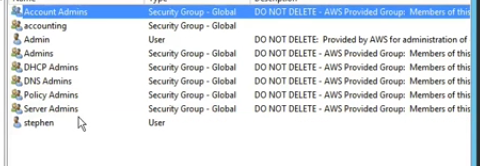 Account Admins Security Group - Global DO NOT DELETE - AWS Provided Group: Members of this
accounting Security Group - Global
Admin User DO NOT DELETE: Provided by AWS for administration of
Admins Security Group - Global DO NOT DELETE - AWS Provided Group: Members of this
DHCP Admins Security Group - Global DO NOT DELETE - AWS Provided Group: Members of this
DNS Admins Security Group - Global DO NOT DELETE - AWS Provided Group: Members of this
Policy Admins Security Group - Global DO NOT DELETE - AWS Provided Group: Members of this
Server Admins Security Group - Global DO NOT DELETE - AWS Provided Group: Members of this
stephen User